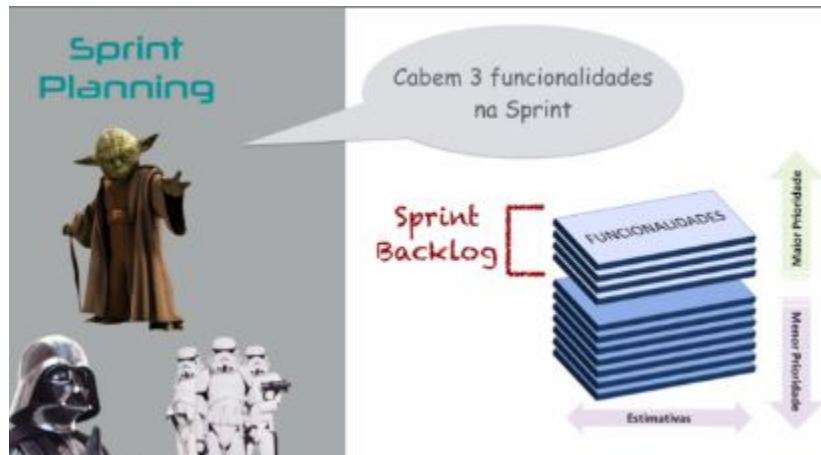 Sprint
Planning
Cabem 3 funcionalidades
na Sprint
Sprint
Backlog
FUNCIONALIDADES
Maior Prioridade
Menor Prioridade
Estimativas